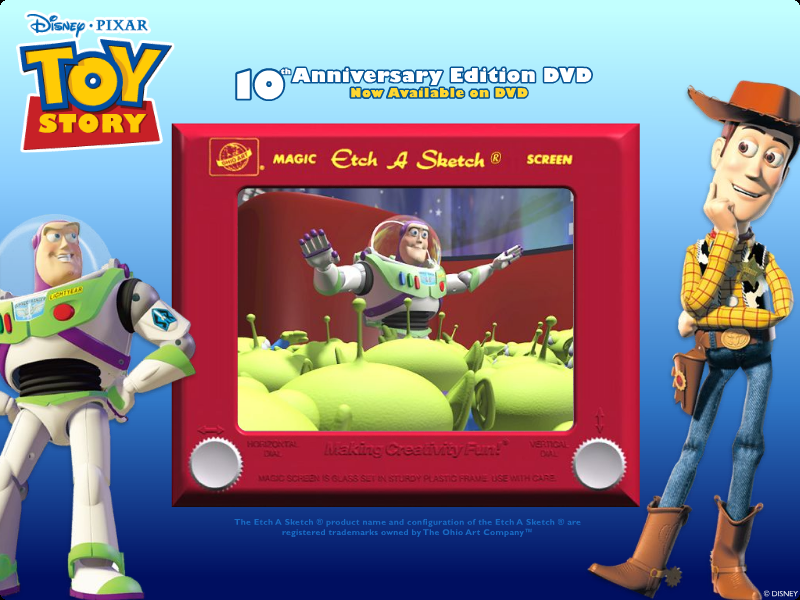 Disney · PIXAR
TOY
STORY
10th Anniversary Edition DVD
Now Available on DVD
OHIO ART
MAGIC Etch A Sketch ® SCREEN
LIGHTYEAR
HORIZONTAL DIAL
Making Creativity Fun!®
VERTICAL DIAL
MAGIC SCREEN IS GLASS SET IN STURDY PLASTIC FRAME. USE WITH CARE.
The Etch A Sketch ® product name and configuration of the Etch A Sketch ® are
registered trademarks owned by The Ohio Art Company™
© DISNEY